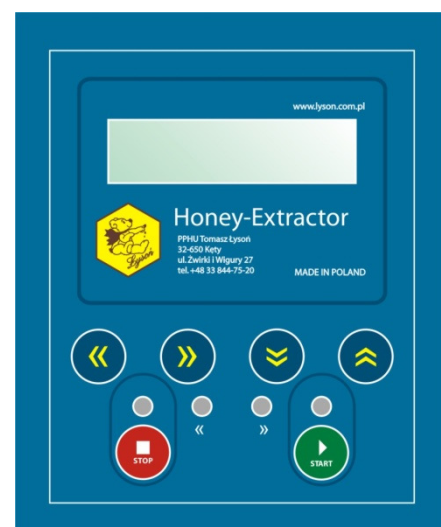 www.lyson.com.pl
Honey-Extractor
PPHU Tomasz Łysoń
32-650 Kęty
ul. Żwirki i Wigury 27
tel. +48 33 844-75-20
MADE IN POLAND
Łysoń
«
»
«
»
STOP
START